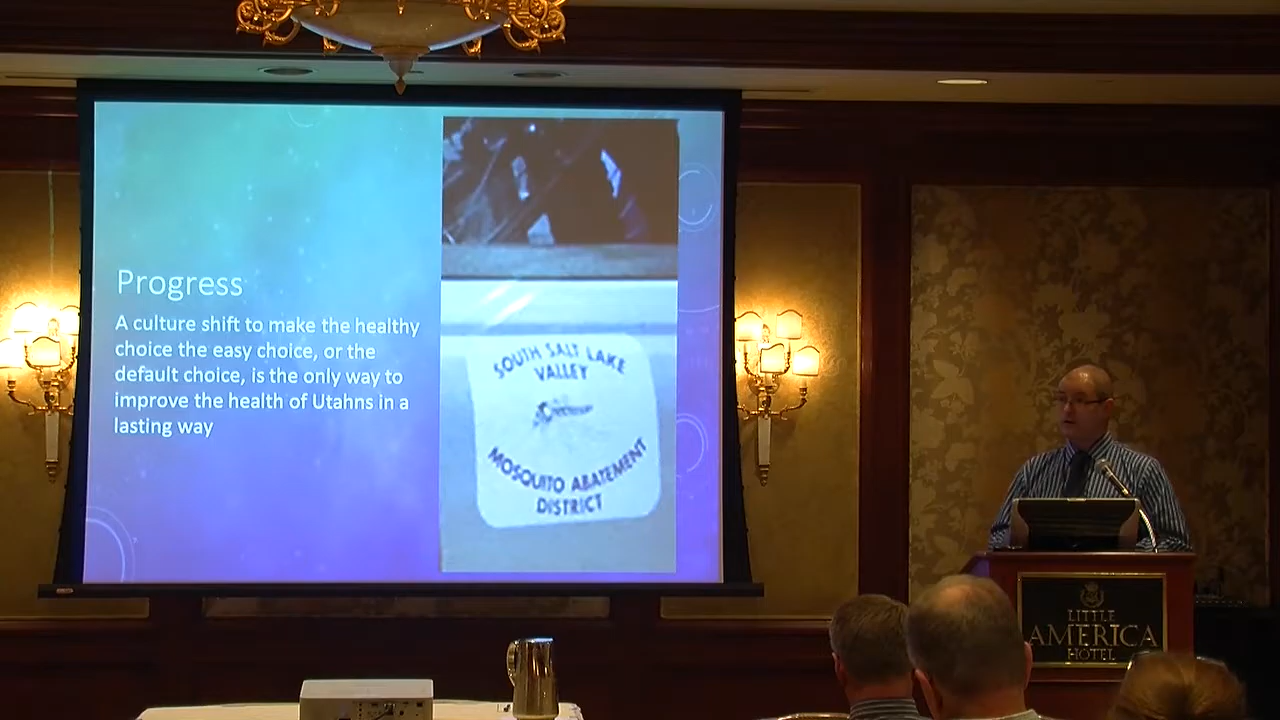 Progress
A culture shift to make the healthy
choice the easy choice, or the
default choice, is the only way to
improve the health of Utahns in a
lasting way
SOUTH SALT LAKE
VALLEY
MOSQUITO ABATEMENT
DISTRICT
LITTLE
AMERICA
HOTEL